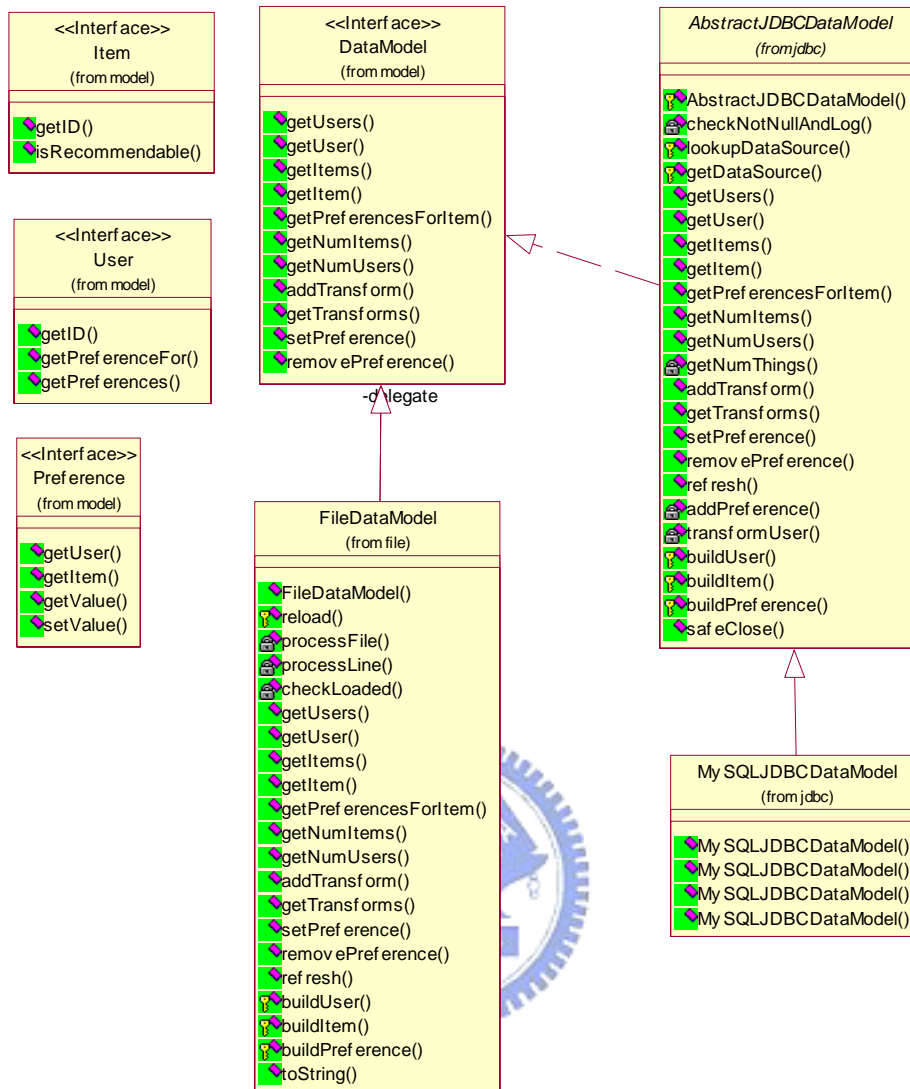 <<Interface>>
Item
(from model)
getID()
isRecommendable()
<<Interface>>
User
(from model)
getID()
getPreferenceFor()
getPreferences()
<<Interface>>
Preference
(from model)
getUser()
getItem()
getValue()
setValue()
<<Interface>>
DataModel
(from model)
getUsers()
getUser()
getItems()
getItem()
getPreferencesForItem()
getNumItems()
getNumUsers()
addTransform()
getTransforms()
setPreference()
removePreference()
-delegate
FileDataModel
(from file)
FileDataModel()
reload()
processFile()
processLine()
checkLoaded()
getUsers()
getUser()
getItems()
getItem()
getPreferencesForItem()
getNumItems()
getNumUsers()
addTransform()
getTransforms()
setPreference()
removePreference()
refresh()
buildUser()
buildItem()
buildPreference()
toString()
AbstractJDBCDataModel
(from jdbc)
AbstractJDBCDataModel()
checkNotNullAndLog()
lookupDataSource()
getDataSource()
getUsers()
getUser()
getItems()
getItem()
getPreferencesForItem()
getNumItems()
getNumUsers()
getNumThings()
addTransform()
getTransforms()
setPreference()
removePreference()
refresh()
addPreference()
transformUser()
buildUser()
buildItem()
buildPreference()
safeClose()
MySQLJDBCDataModel
(from jdbc)
MySQLJDBCDataModel()
MySQLJDBCDataModel()
MySQLJDBCDataModel()
MySQLJDBCDataModel()